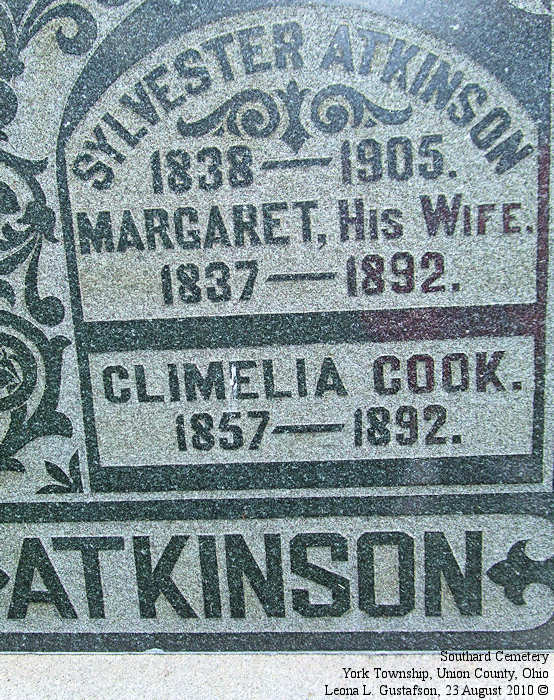 SYLVESTER ATKINSON
1838 — 1905.
MARGARET, HIS WIFE.
1837 — 1892.
CLIMELIA COOK.
1857 — 1892.
ATKINSON
Southard Cemetery
York Township, Union County, Ohio
Leona L. Gustafson, 23 August 2010 ©